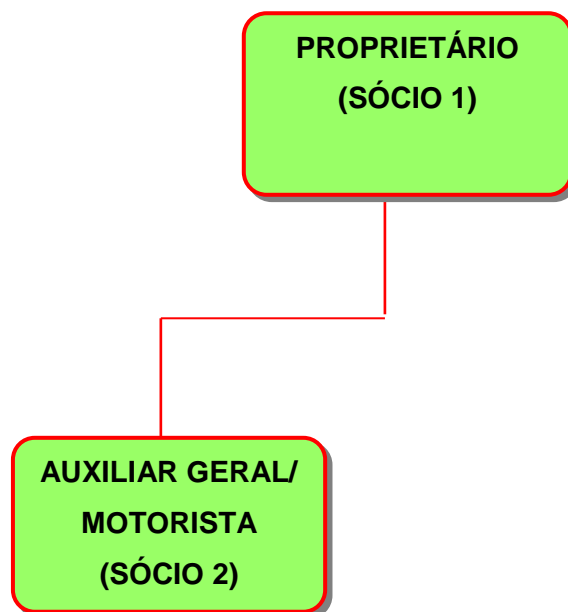 PROPRIETÁRIO
(SÓCIO 1)
AUXILIAR GERAL/
MOTORISTA
(SÓCIO 2)